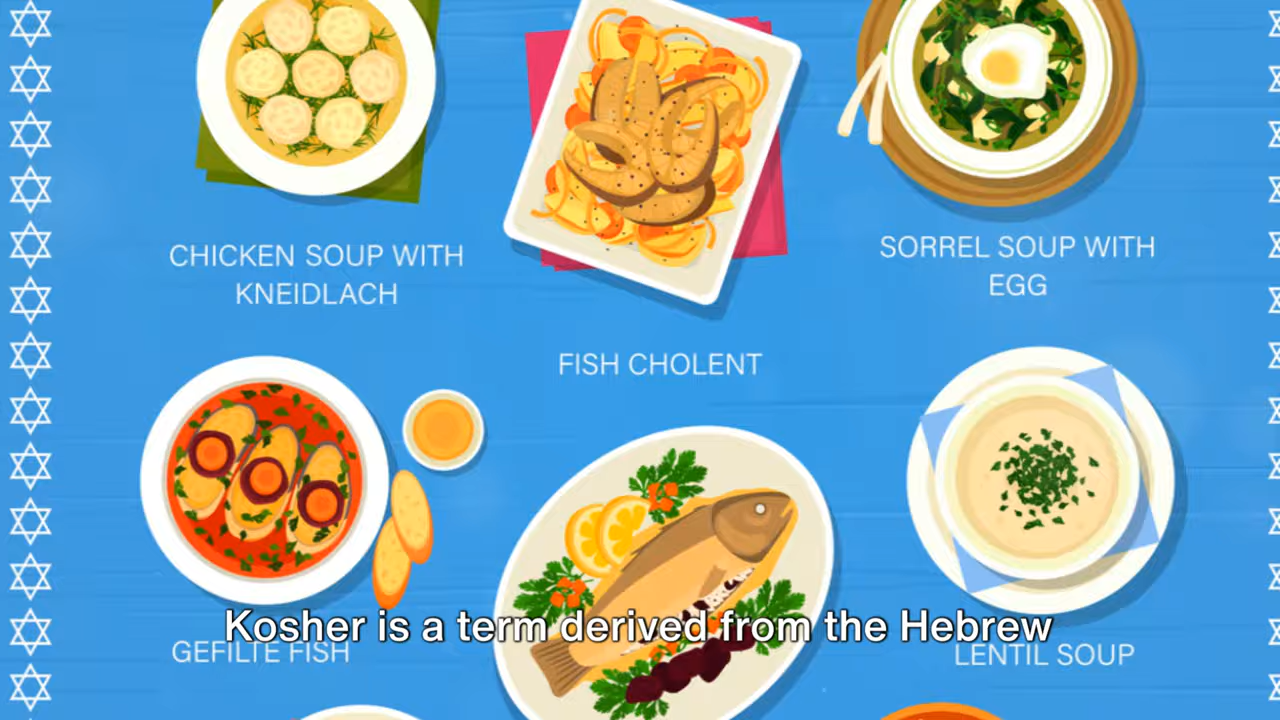 CHICKEN SOUP WITH
KNEIDLACH
SORREL SOUP WITH
EGG
FISH CHOLENT
GEFILTE FISH
LENTIL SOUP
Kosher is a term derived from the Hebrew